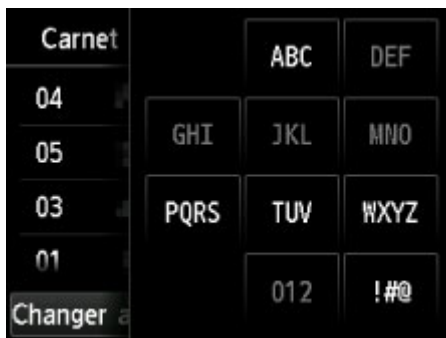 Carnet
04
05
03
01
Changer a
ABC DEF
GHI JKL MNO
PQRS TUV WXYZ
012 !#@